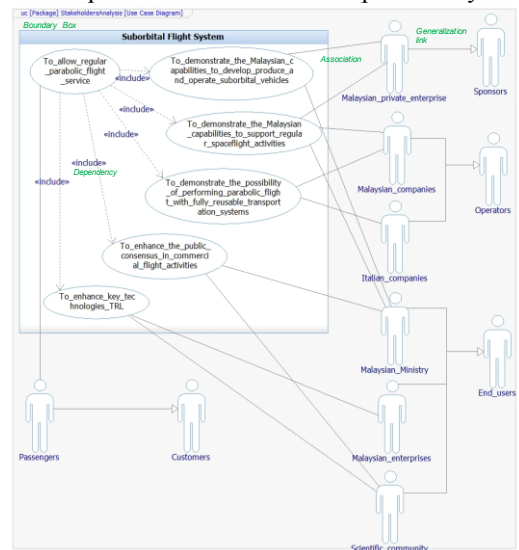 uc [Package] StakeholdersAnalysis [Use Case Diagram]
Boundary Box
Suborbital Flight System
Generalization
link
Association
To_allow_regular
_parabolic_flight
_service
«include»
To_demonstrate_the_Malaysian_c
apabilities_to_develop_produce_a
nd_operate_suborbital_vehicles
Malaysian_private_enterprise
Sponsors
«include»
To_demonstrate_the_Malaysian
_capabilities_to_support_regula
r_spaceflight_activities
«include»
Dependency
«include»
«include»
To_demonstrate_the_possibility
_of_performing_parabolic_fligh
t_with_fully_reusable_transport
ation_systems
Malaysian_companies
Operators
To_enhance_the_public_
consensus_in_commerci
al_flight_activities
Italian_companies
To_enhance_key_tec
hnologies_TRL
Malaysian_Ministry
End_users
Passengers
Customers
Malaysian_enterprises
Scientific_community